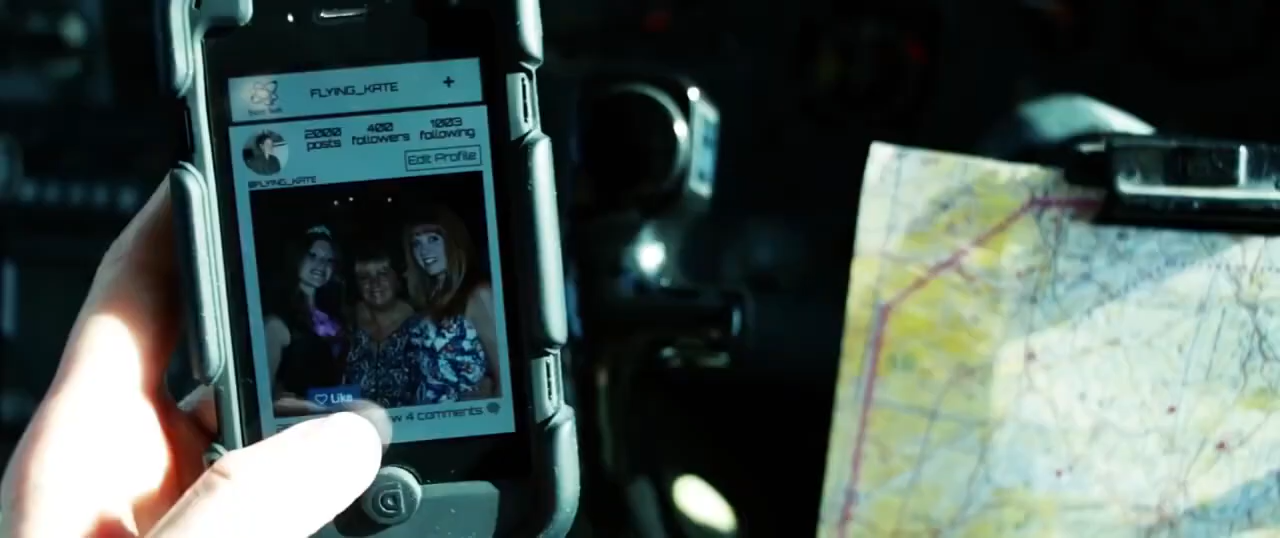 FLYING_KATE +
2000 400 1003
posts followers following
Edit Profile
@FLYING_KATE
Like
4 comments